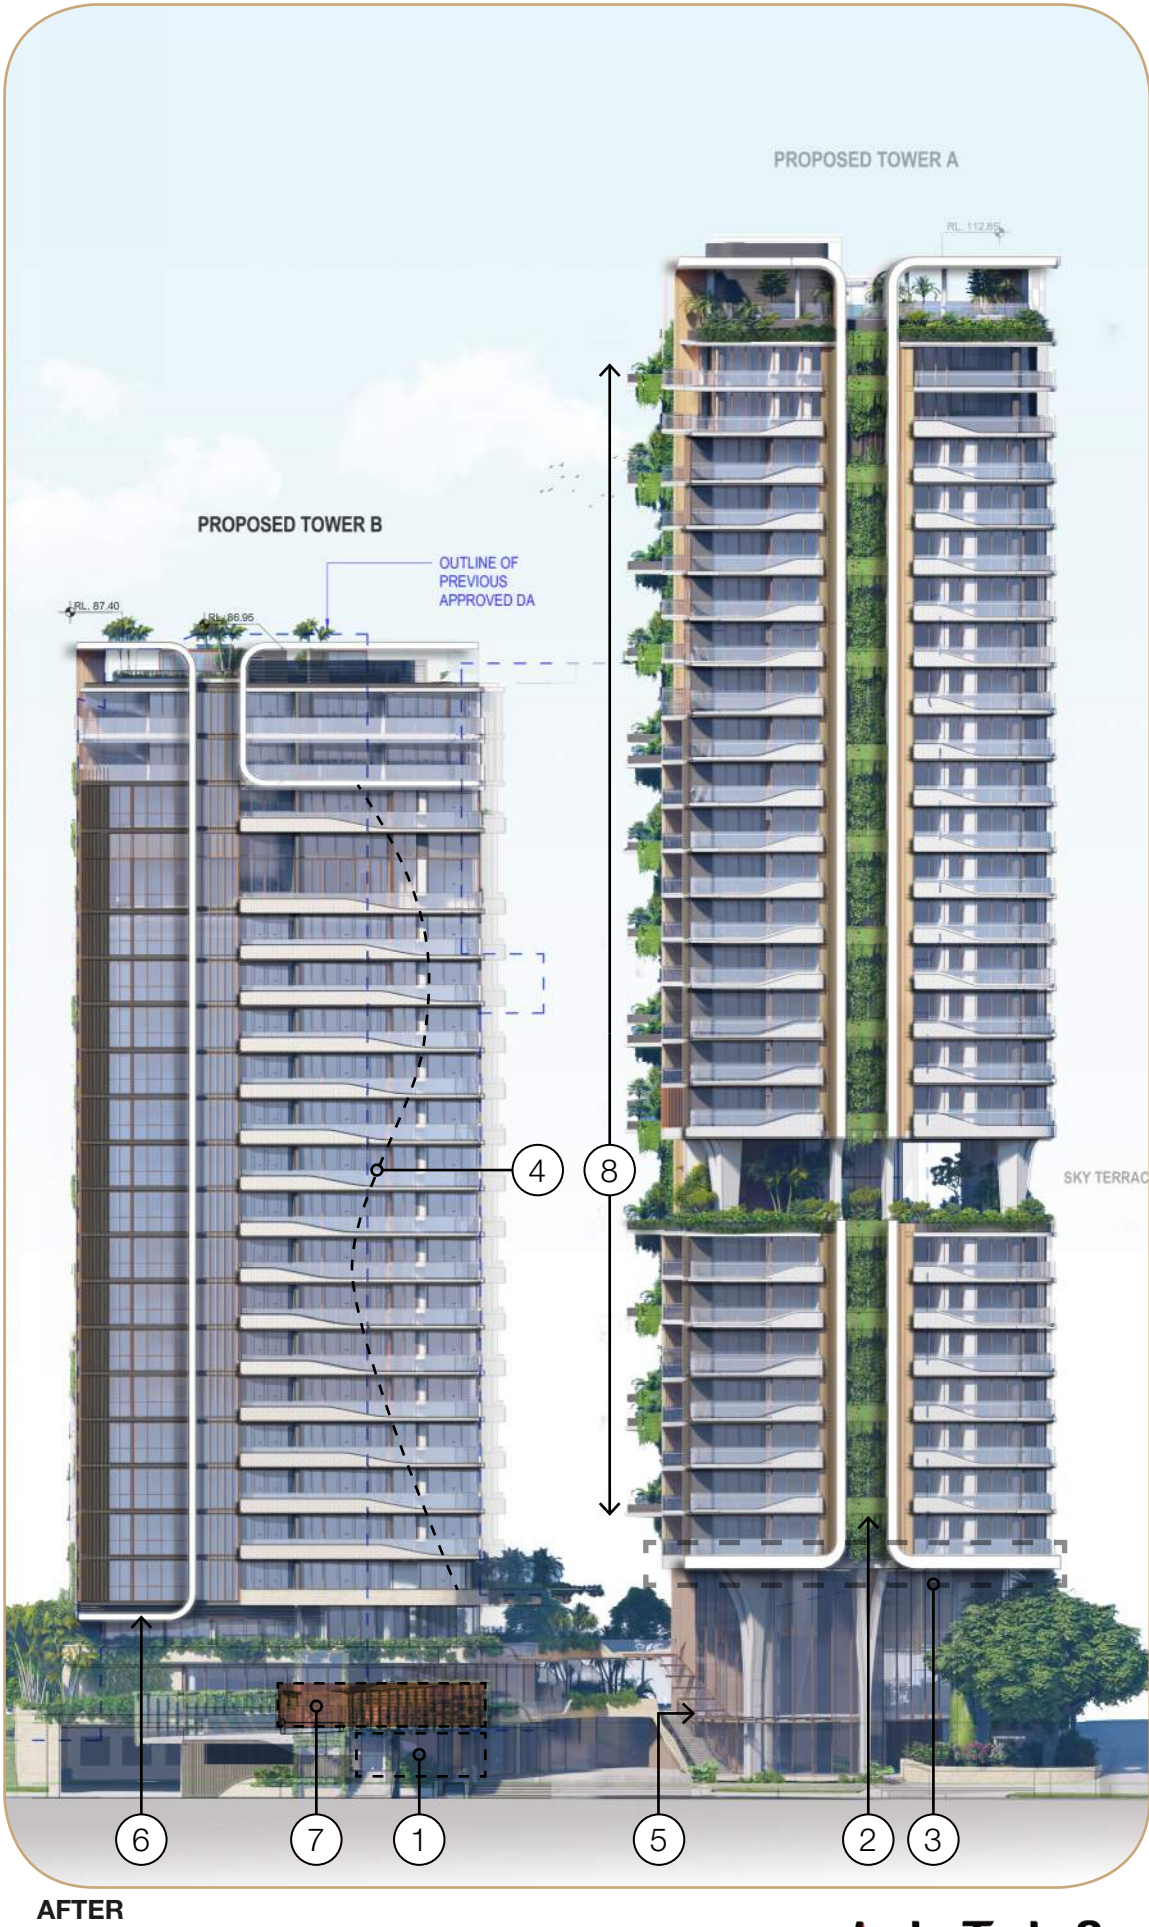 PROPOSED TOWER A
RL. 112.85
PROPOSED TOWER B
OUTLINE OF
PREVIOUS
APPROVED DA
RL. 87.40
RL. 86.95
4
8
SKY TERRAC
6
7
1
5
2
3
AFTER